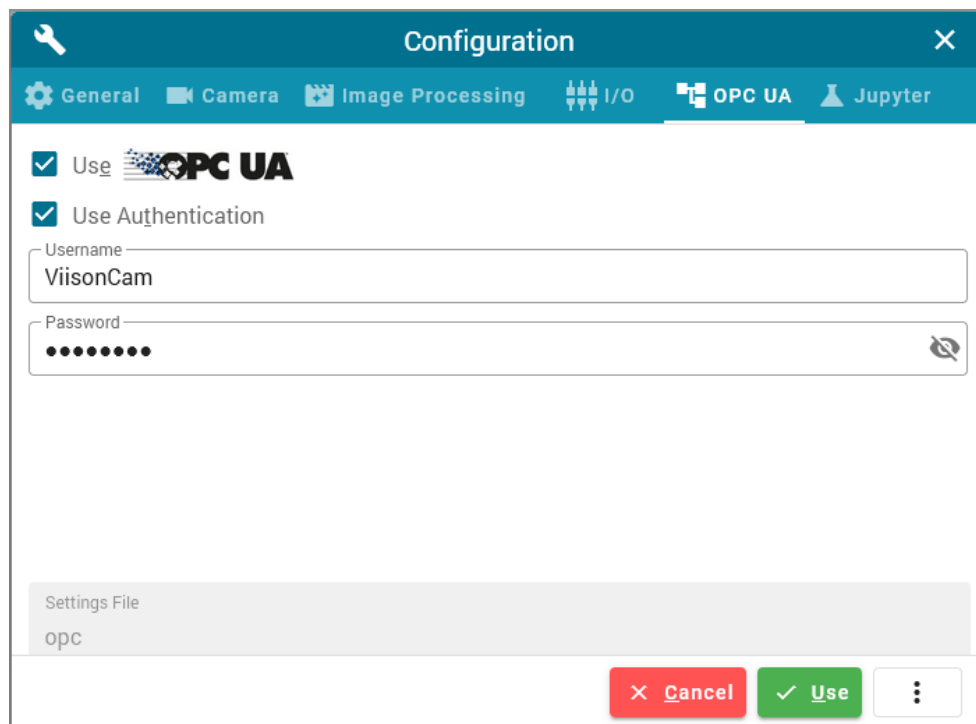 Configuration
General Camera Image Processing I/O OPC UA Jupyter
Use OPC UA
Use Authentication
Username
ViisonCam
Password
••••••••
Settings File
opc
Cancel Use